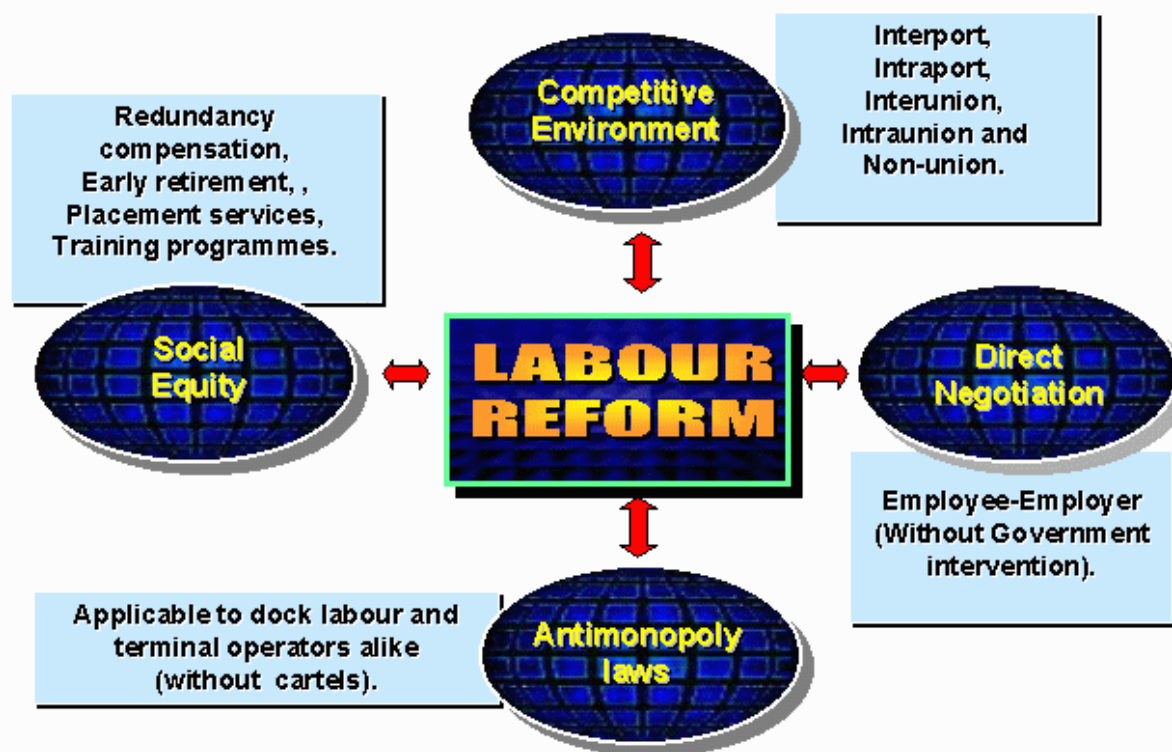 Competitive
Environment
Interport,
Intraport,
Interunion,
Intraunion and
Non-union.
Redundancy
compensation,
Early retirement, ,
Placement services,
Training programmes.
Social
Equity
LABOUR
REFORM
Direct
Negotiation
Employee-Employer
(Without Government
intervention).
Applicable to dock labour and
terminal operators alike
(without cartels).
Antimonopoly
laws